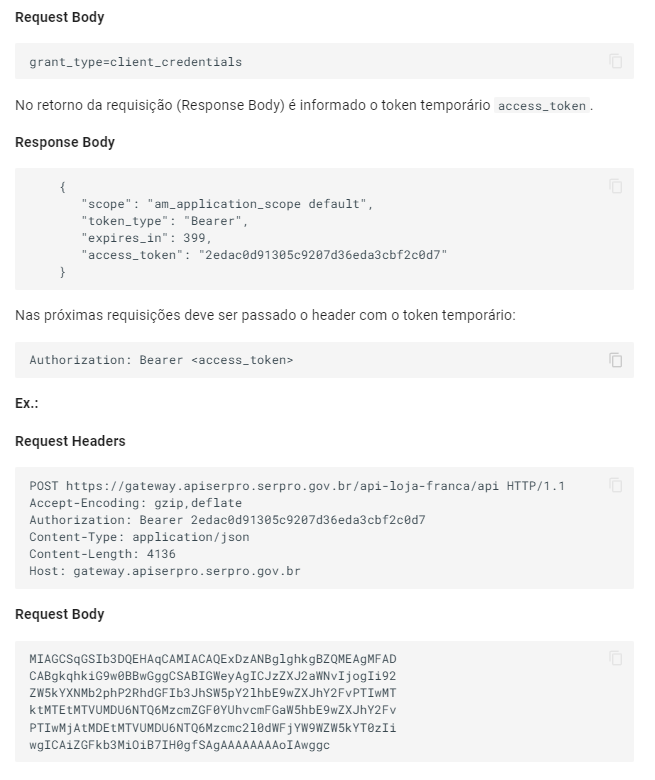 Request Body
grant_type=client_credentials
No retorno da requisição (Response Body) é informado o token temporário access_token.
Response Body
{
"scope": "am_application_scope default",
"token_type": "Bearer",
"expires_in": 399,
"access_token": "2edac0d91305c9207d36eda3cbf2c0d7"
}
Nas próximas requisições deve ser passado o header com o token temporário:
Authorization: Bearer <access_token>
Ex.:
Request Headers
POST https://gateway.apiserpro.serpro.gov.br/api-loja-franca/api HTTP/1.1
Accept-Encoding: gzip,deflate
Authorization: Bearer 2edac0d91305c9207d36eda3cbf2c0d7
Content-Type: application/json
Content-Length: 4136
Host: gateway.apiserpro.serpro.gov.br
Request Body
MIAGCSqGSIb3DQEHAqCAMIACAQExDzANBglghkgBZQMEAgMFAD
CABgkqhkiG9w0BBwGggCSABIGWeyAgICJzZXJ2aWNvIjogIi92
ZW5kYXNMb2phP2RhdGFIb3JhSW5pY2lhbE9wZXJhY2FvPTIwMT
ktMTEtMTVUMDU6NTQ6MzcmZGF0YUhvcmFGaW5hbE9wZXJhY2Fv
PTIwMjAtMDEtMTVUMDU6NTQ6Mzcmc2l0dWFjYW9WZW5kYT0zIi
wgICAiZGFkb3MiOiB7IH0gfSAgAAAAAAAAoIAwggc